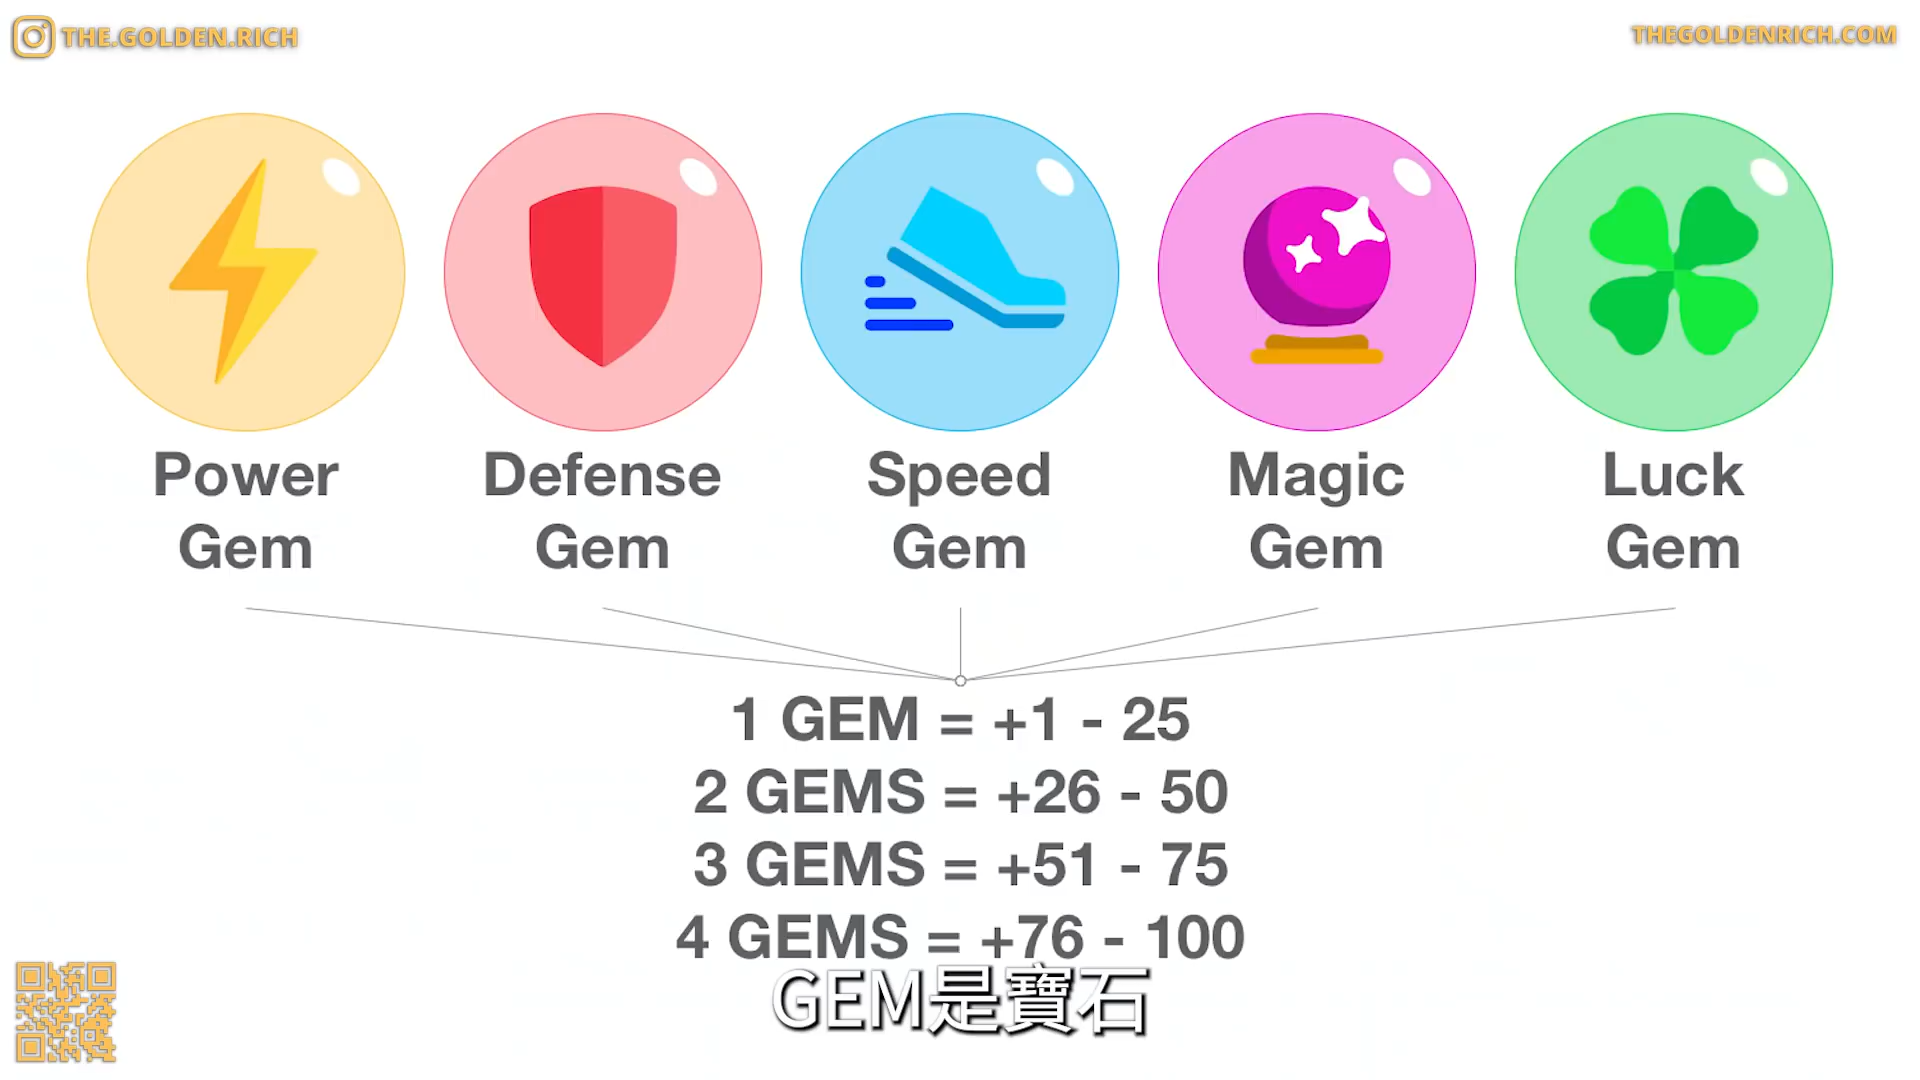 THE.GOLDEN.RICH
THEGOLDENRICH.COM
Power
Gem
Defense
Gem
Speed
Gem
Magic
Gem
Luck
Gem
1 GEM = +1 - 25
2 GEMS = +26 - 50
3 GEMS = +51 - 75
4 GEMS = +76 - 100
GEM是寶石